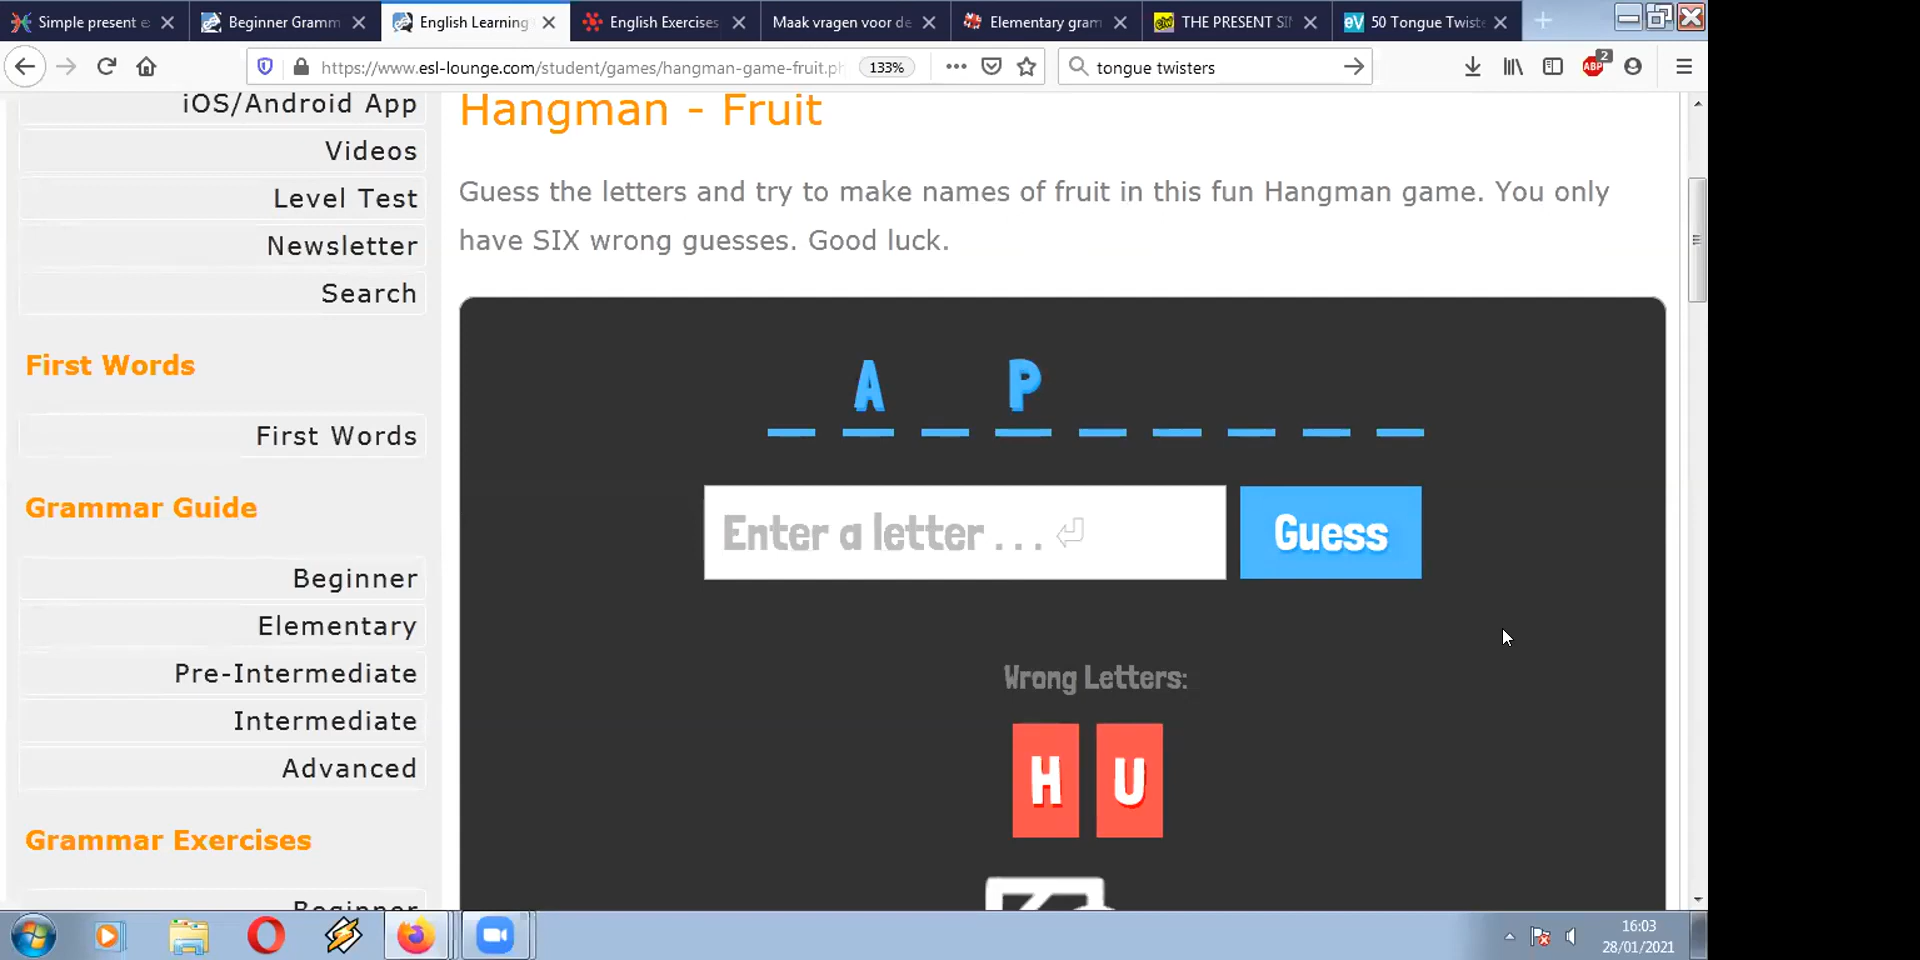 Simple present e
Beginner Gramm
English Learning
English Exercises
Maak vragen voor de
Elementary gram
THE PRESENT SI
50 Tongue Twiste
https://www.esl-lounge.com/student/games/hangman-game-fruit.ph
133%
tongue twisters
ABP
2
iOS/Android App
Videos
Level Test
Newsletter
Search
First Words
First Words
Grammar Guide
Beginner
Elementary
Pre-Intermediate
Intermediate
Advanced
Grammar Exercises
Beginner
Hangman - Fruit
Guess the letters and try to make names of fruit in this fun Hangman game. You only
have SIX wrong guesses. Good luck.
A P
Enter a letter . . .
Guess
Wrong Letters:
H U
16:03
28/01/2021